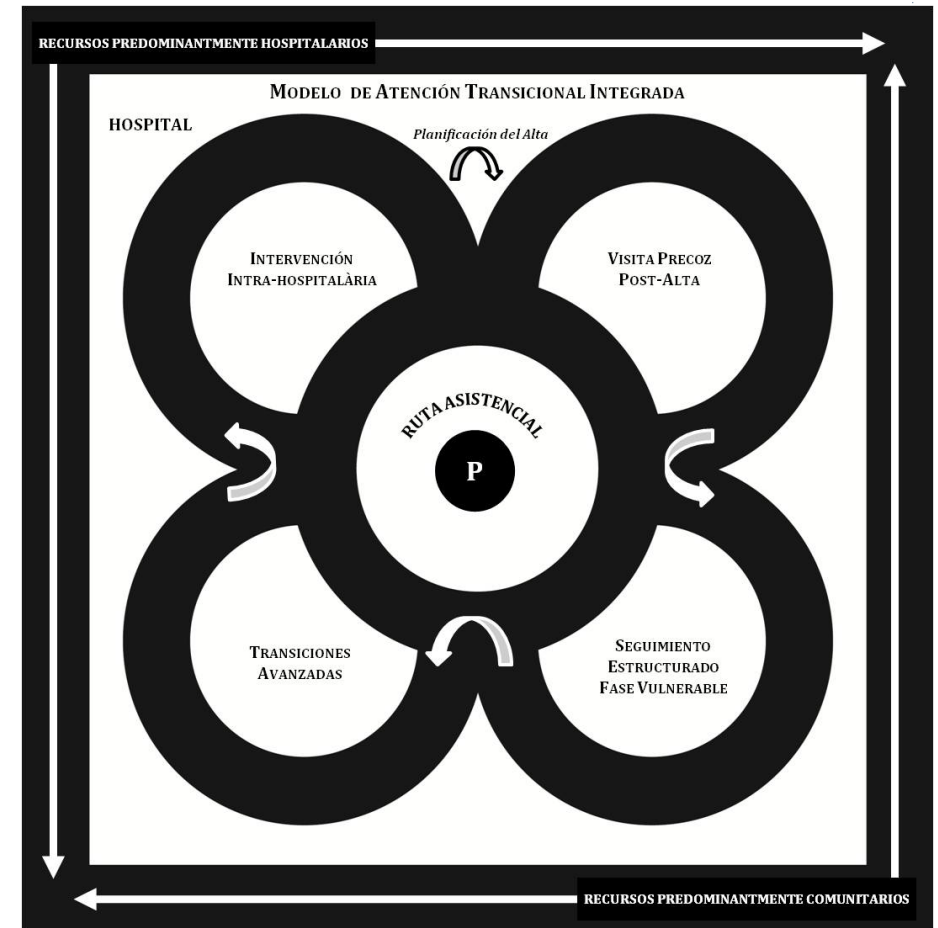 RECURSOS PREDOMINANTMENTE HOSPITALARIOS
MODELO DE ATENCIÓN TRANSICIONAL INTEGRADA
HOSPITAL
Planificación del Alta
INTERVENCIÓN
INTRA-HOSPITALÀRIA
VISITA PRECOZ
POST-ALTA
RUTA ASISTENCIAL
P
TRANSICIONES
AVANZADAS
SEGUIMIENTO
ESTRUCTURADO
FASE VULNERABLE
RECURSOS PREDOMINANTMENTE COMUNITARIOS